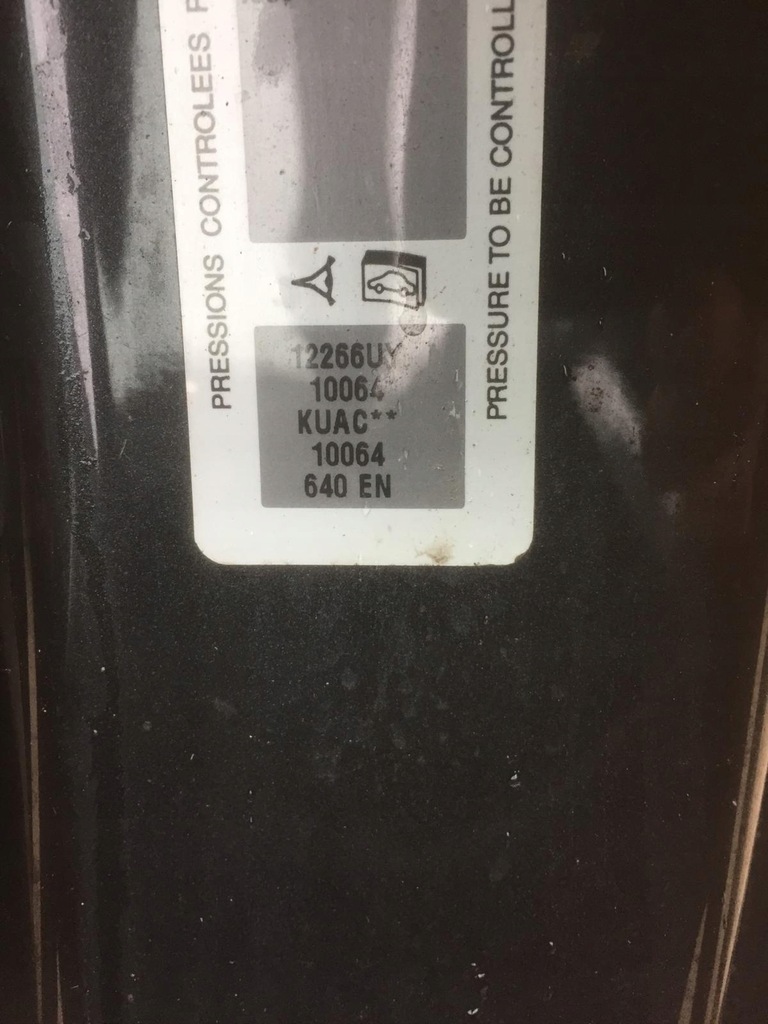 PRESSIONS CONTROLEES
PRESSURE TO BE CONTROLL
12266UY
10064
KUAC**
10064
640 EN